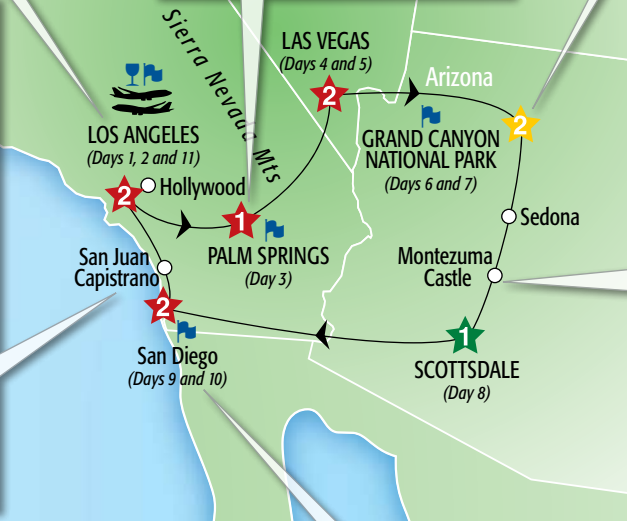 Sierra Nevada Mts
LAS VEGAS
(Days 4 and 5)
2
Arizona
LOS ANGELES
(Days 1, 2 and 11)
GRAND CANYON
NATIONAL PARK
(Days 6 and 7)
2
2
Hollywood
1
PALM SPRINGS
(Day 3)
Sedona
San Juan
Capistrano
Montezuma
Castle
2
San Diego
(Days 9 and 10)
1
SCOTTSDALE
(Day 8)